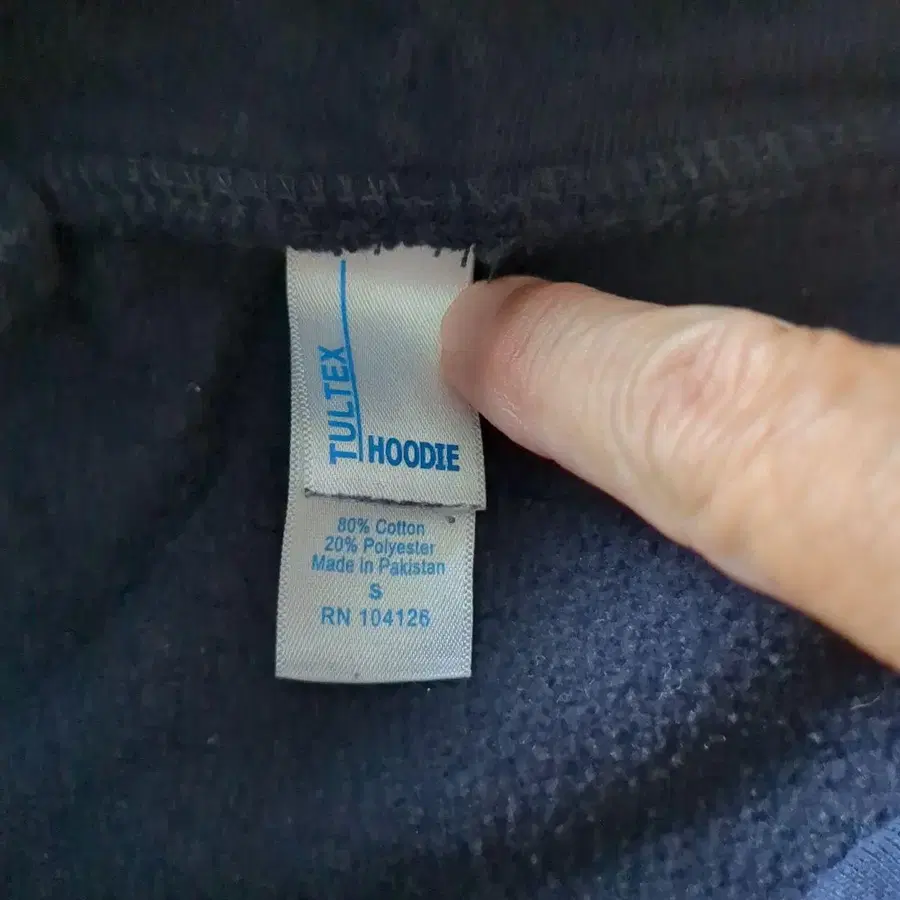 TULTEX
HOODIE
80% Cotton
20% Polyester
Made In Pakistan
S
RN 104126